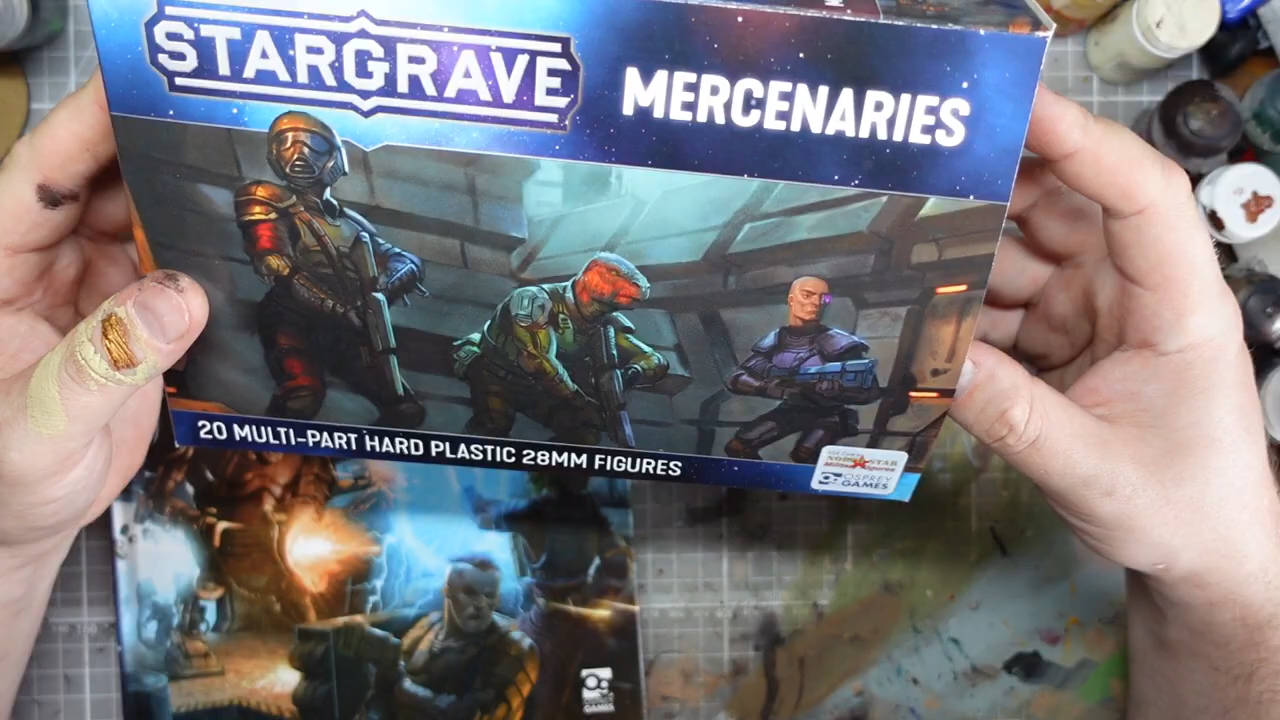 STARGRAVE
MERCENARIES
20 MULTI-PART HARD PLASTIC 28MM FIGURES
OSPREY
GAMES